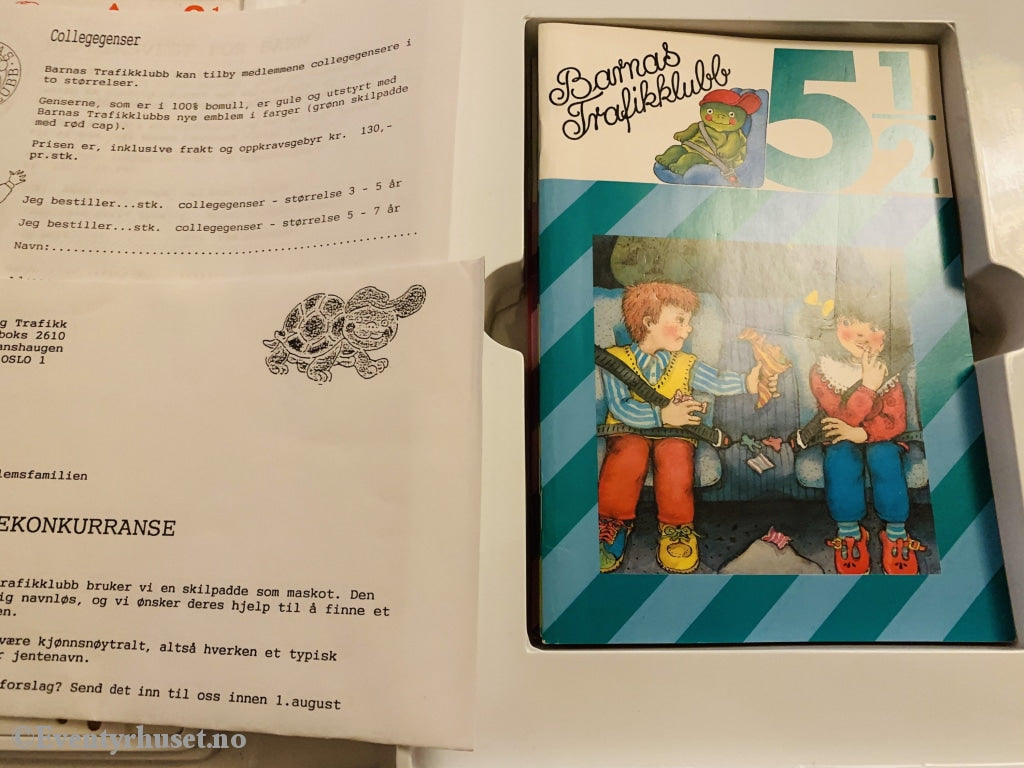 Collegegenser
Barnas Trafikklubb kan tilby medlemmene collegegensere i
to størrelser.
Genserne, som er i 100% bomull, er gule og utstyrt med
Barnas Trafikklubbs nye emblem i farger (grønn skilpadde
med rød cap).
Prisen er, inklusive frakt og oppkravsgebyr kr. 130,-
pr.stk.
Jeg bestiller...stk. collegegenser - størrelse 3 - 5 år
Jeg bestiller...stk. collegegenser - størrelse 5 - 7 år
Navn:................................................
g Trafikk
boks 2610
anshaugen
OSLO 1
lemsfamilien
EKONKURRANSE
rafikklubb bruker vi en skilpadde som maskot. Den
ig navnløs, og vi ønsker deres hjelp til å finne et
en.
være kjønnsnøytralt, altså hverken et typisk
r jentenavn.
forslag? Send det inn til oss innen 1.august
Barnas
Trafikklubb
5 1/2
©Eventyrhuset.no